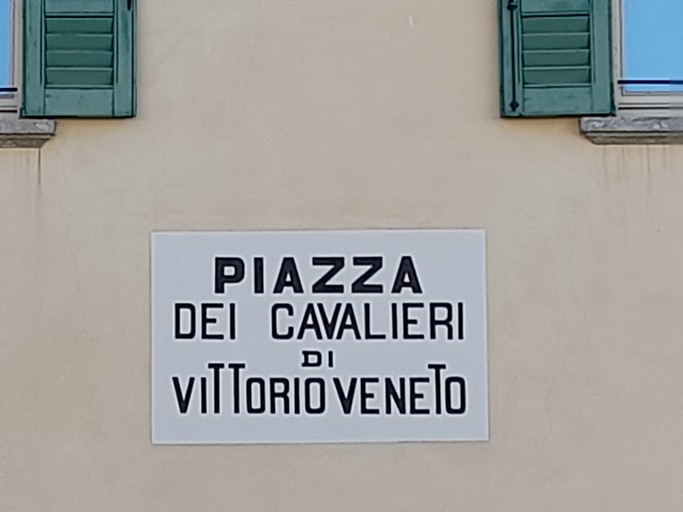 PIAZZA
DEI CAVALIERI
DI
VITTORIO VENETO